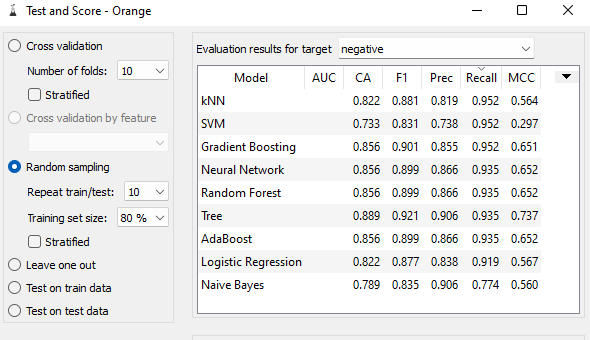 Test and Score - Orange
Cross validation
Number of folds: 10
Stratified
Cross validation by feature
Random sampling
Repeat train/test: 10
Training set size: 80 %
Stratified
Leave one out
Test on train data
Test on test data
Evaluation results for target negative
Model AUC CA F1 Prec Recall MCC
kNN 0.822 0.881 0.819 0.952 0.564
SVM 0.733 0.831 0.738 0.952 0.297
Gradient Boosting 0.856 0.901 0.855 0.952 0.651
Neural Network 0.856 0.899 0.866 0.935 0.652
Random Forest 0.856 0.899 0.866 0.935 0.652
Tree 0.889 0.921 0.906 0.935 0.737
AdaBoost 0.856 0.899 0.866 0.935 0.652
Logistic Regression 0.822 0.877 0.838 0.919 0.567
Naive Bayes 0.789 0.835 0.906 0.774 0.560